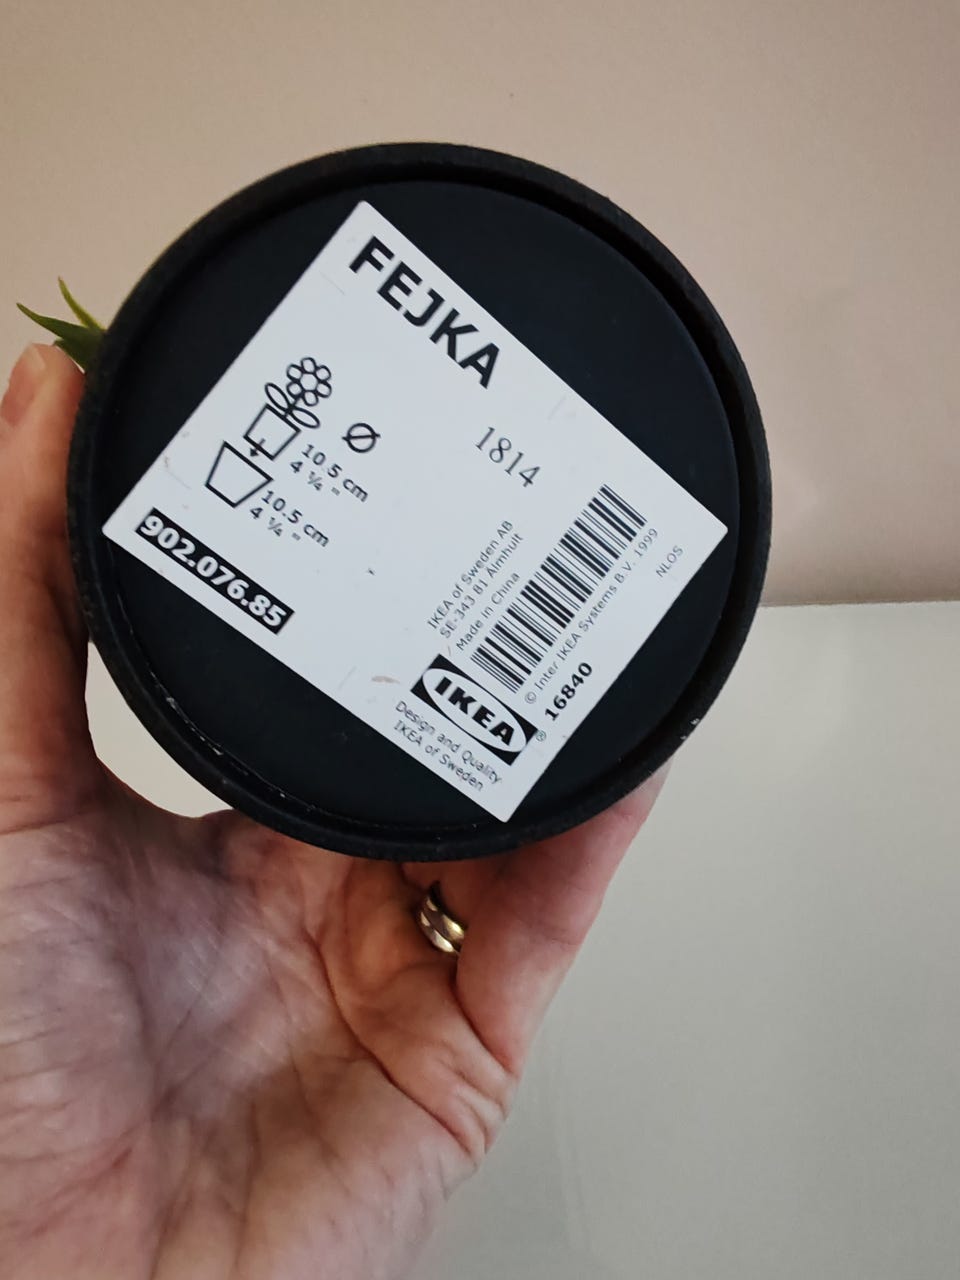 FEJKA
1814
Ø
10.5 cm
4 ¼ "
10.5 cm
4 ¼ "
902.076.85
IKEA of Sweden AB
SE-343 81 Älmhult
Made in China
© Inter IKEA Systems B.V. 1999
NLOS
16840
IKEA®
Design and Quality
IKEA of Sweden